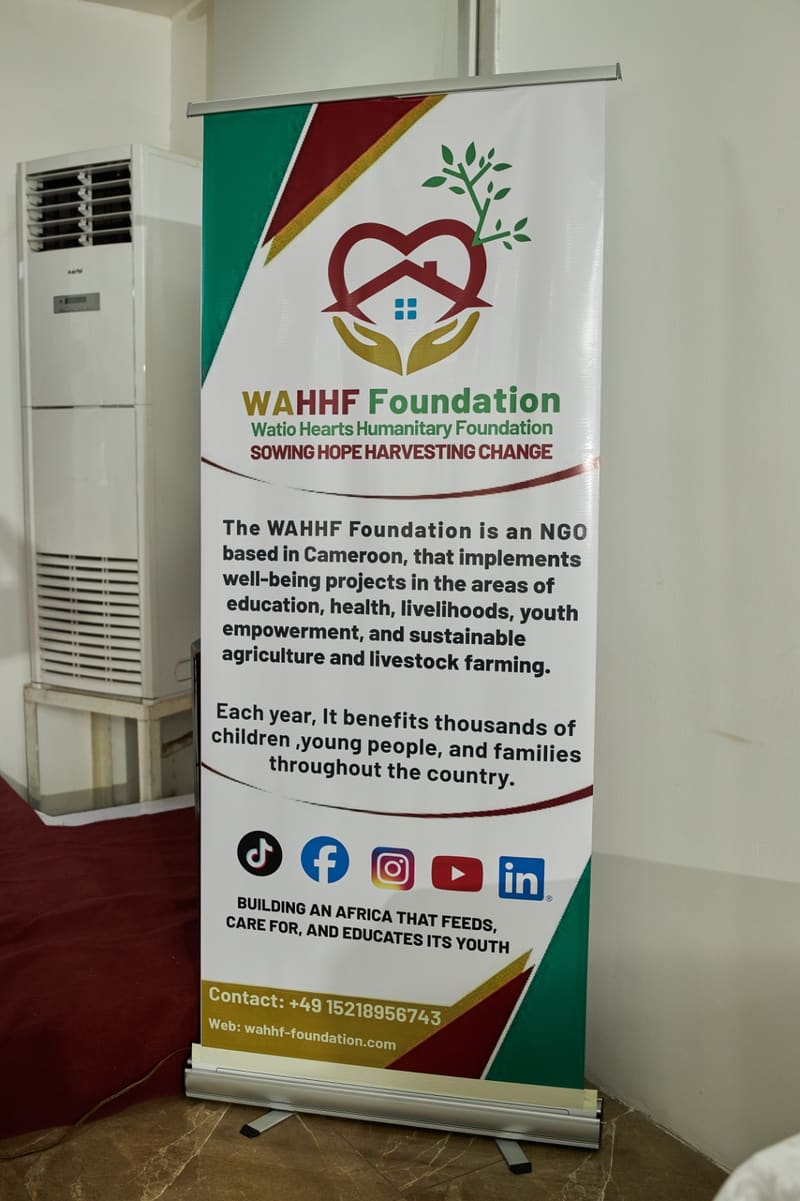 WAHHF Foundation
Watio Hearts Humanitary Foundation
SOWING HOPE HARVESTING CHANGE
The WAHHF Foundation is an NGO
based in Cameroon, that implements
well-being projects in the areas of
education, health, livelihoods, youth
empowerment, and sustainable
agriculture and livestock farming.
Each year, It benefits thousands of
children ,young people, and families
throughout the country.
in
BUILDING AN AFRICA THAT FEEDS,
CARE FOR, AND EDUCATES ITS YOUTH
Contact: +49 15218956743
Web: wahhf-foundation.com